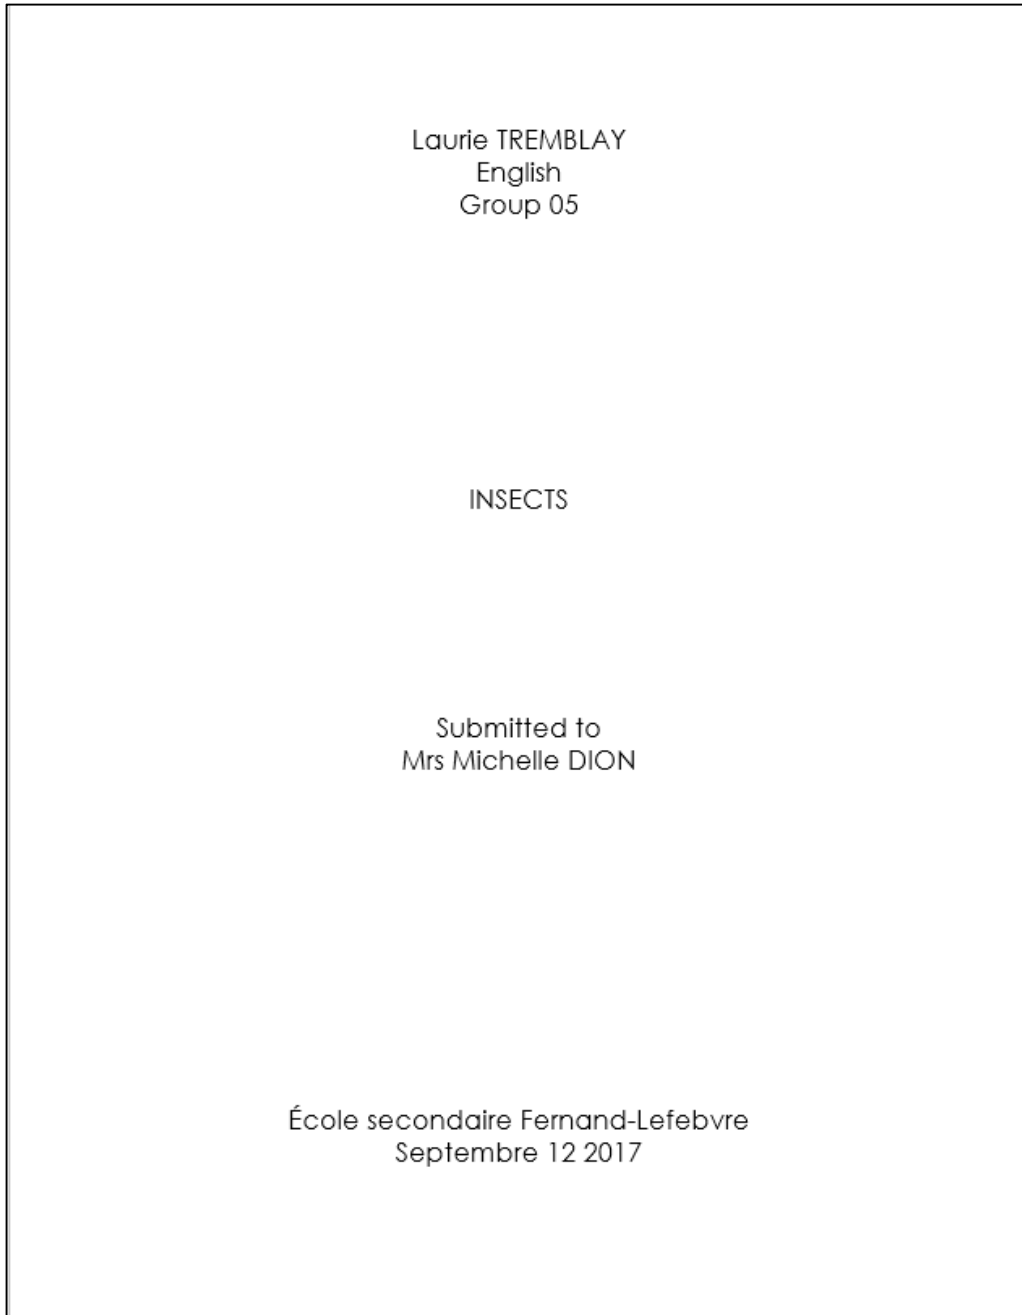 Laurie TREMBLAY
English
Group 05
INSECTS
Submitted to
Mrs Michelle DION
École secondaire Fernand-Lefebvre
Septembre 12 2017